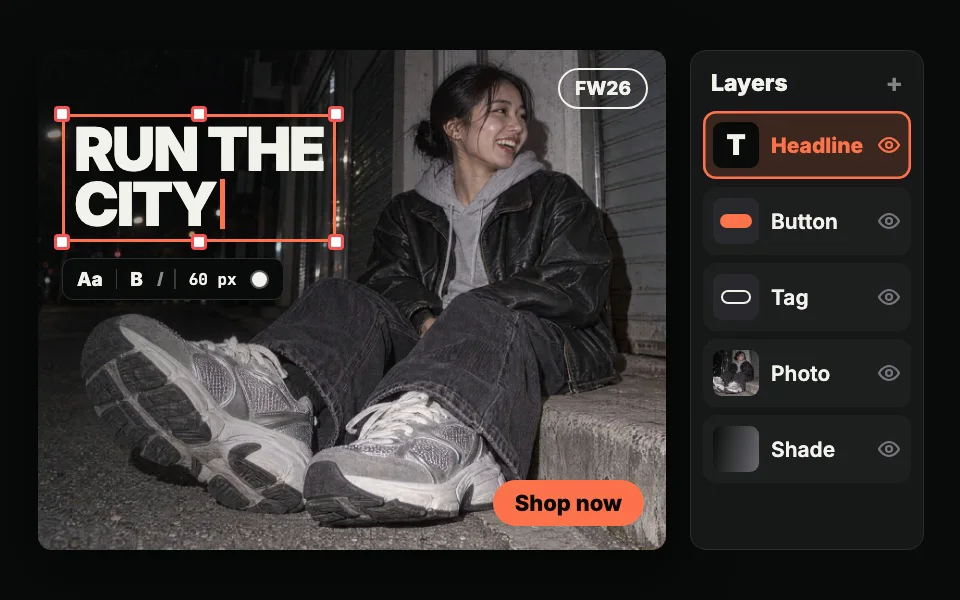 FW26
RUN THE
CITY
Aa B / 60 px
Shop now
Layers +
T Headline
Button
Tag
Photo
Shade